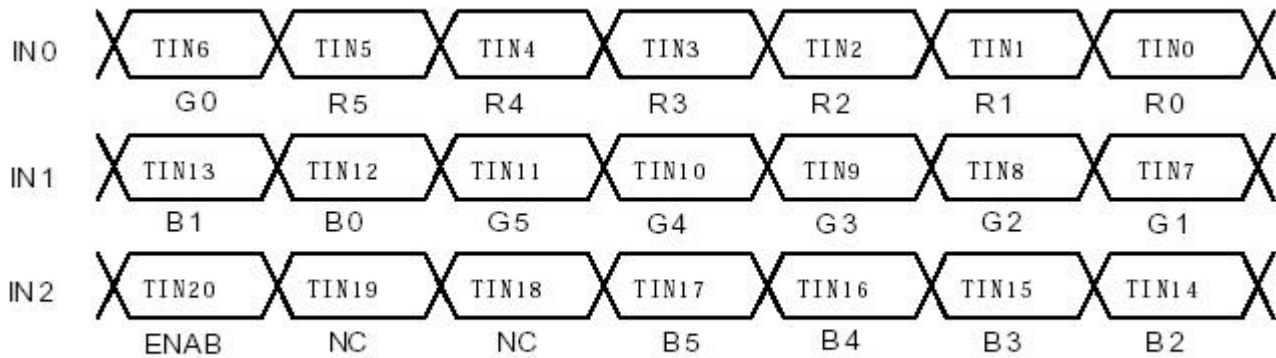 IN0 TIN6 TIN5 TIN4 TIN3 TIN2 TIN1 TIN0
G0 R5 R4 R3 R2 R1 R0
IN1 TIN13 TIN12 TIN11 TIN10 TIN9 TIN8 TIN7
B1 B0 G5 G4 G3 G2 G1
IN2 TIN20 TIN19 TIN18 TIN17 TIN16 TIN15 TIN14
ENAB NC NC B5 B4 B3 B2